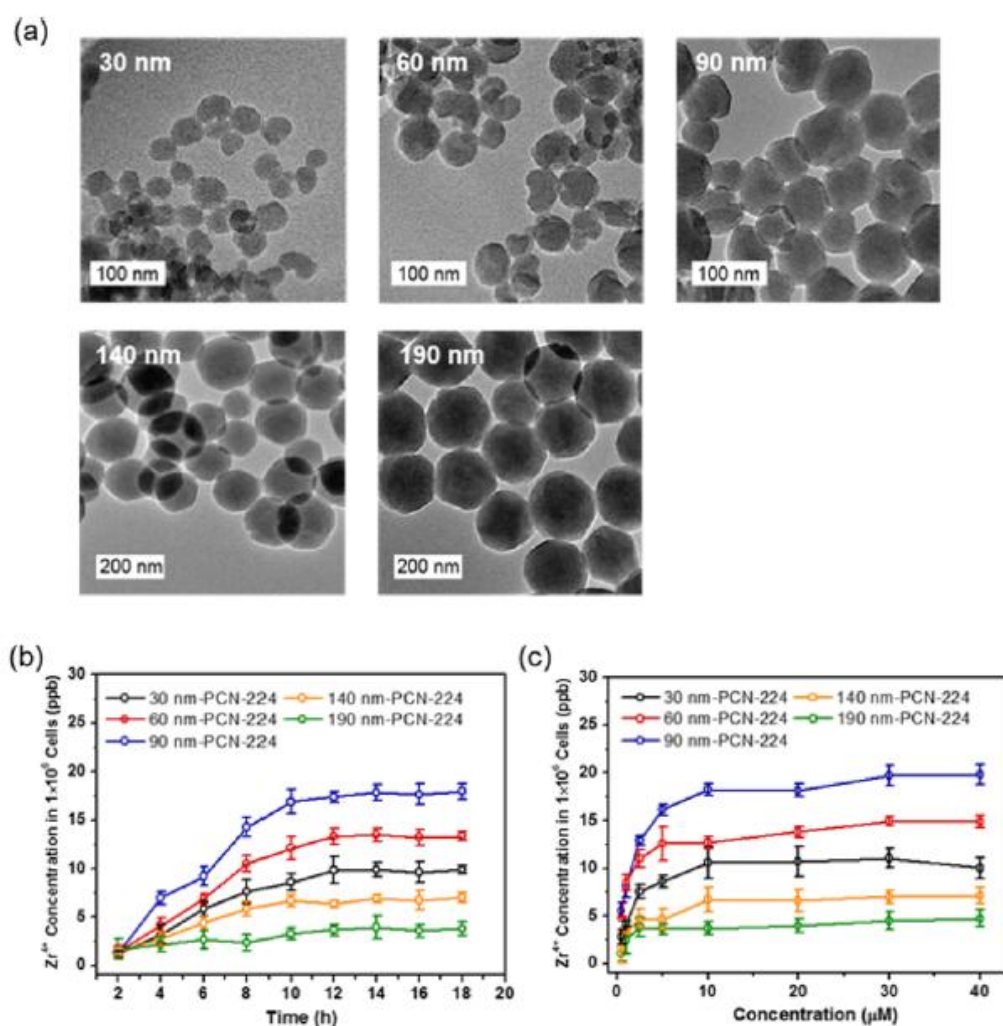 (a)
30 nm
60 nm
90 nm
100 nm
100 nm
100 nm
140 nm
190 nm
200 nm
200 nm
(b)
Zr⁴⁺ Concentration in 1×10⁶ Cells (ppb)
30
25
20
15
10
5
0
30 nm-PCN-224
140 nm-PCN-224
60 nm-PCN-224
190 nm-PCN-224
90 nm-PCN-224
2 4 6 8 10 12 14 16 18 20
Time (h)
(c)
Zr⁴⁺ Concentration in 1×10⁶ Cells (ppb)
30
25
20
15
10
5
0
30 nm-PCN-224
140 nm-PCN-224
60 nm-PCN-224
190 nm-PCN-224
90 nm-PCN-224
0 10 20 30 40
Concentration (μM)